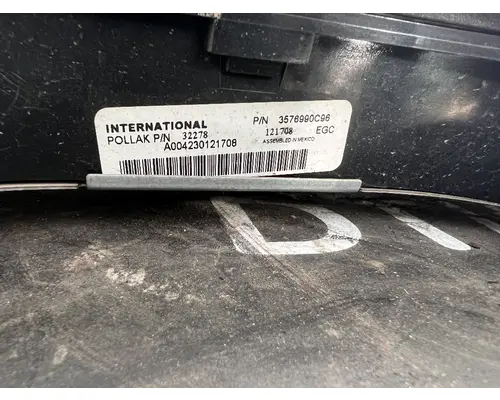 INTERNATIONAL P/N 3576990C96
POLLAK P/N 32278 121708 EGC
A004230121708 ASSEMBLED IN MEXICO